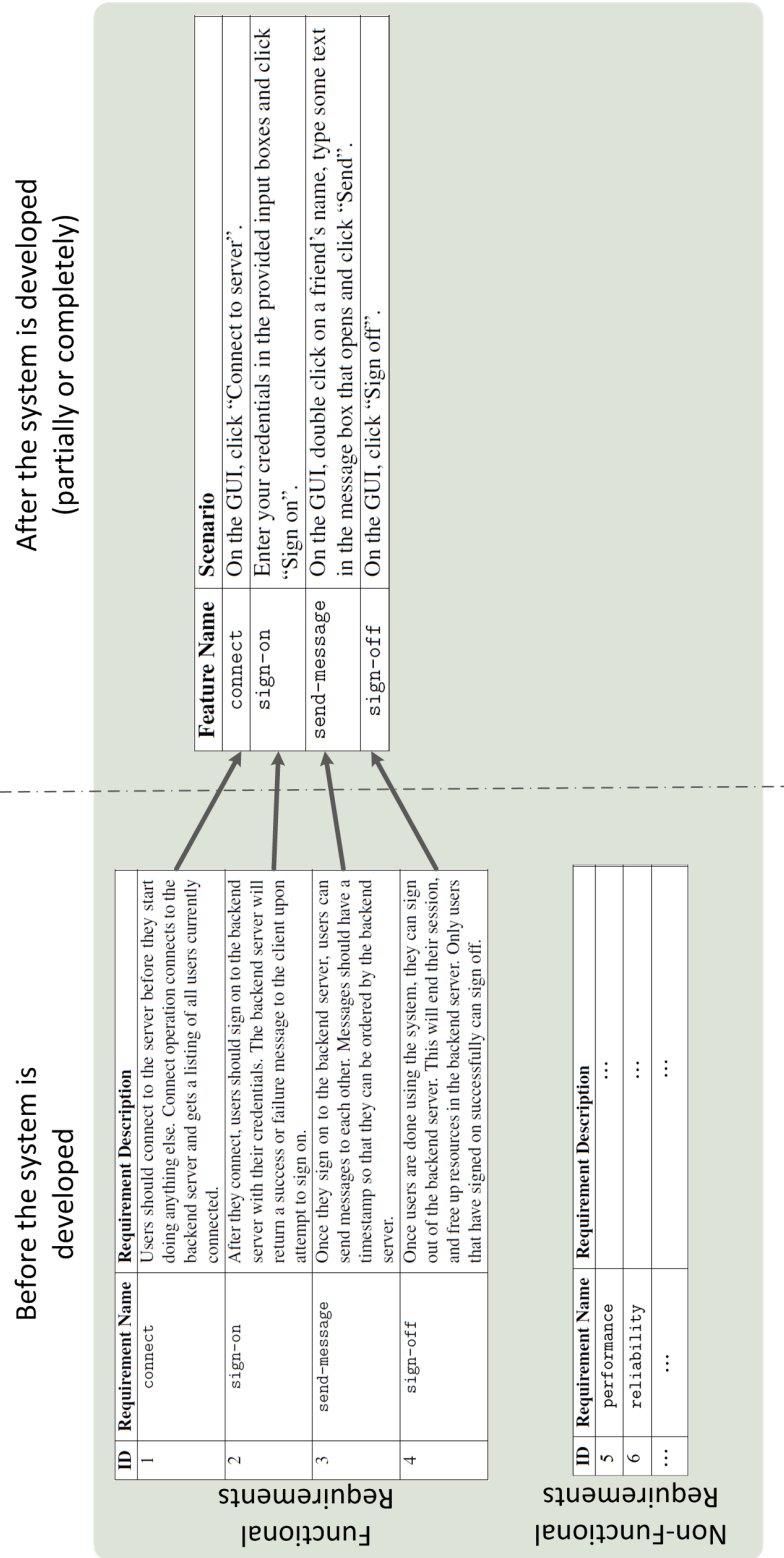 Before the system is
developed
After the system is developed
(partially or completely)
Functional
Requirements
ID Requirement Name Requirement Description
1 connect Users should connect to the server before they start
doing anything else. Connect operation connects to the
backend server and gets a listing of all users currently
connected.
2 sign-on After they connect, users should sign on to the backend
server with their credentials. The backend server will
return a success or failure message to the client upon
attempt to sign on.
3 send-message Once they sign on to the backend server, users can
send messages to each other. Messages should have a
timestamp so that they can be ordered by the backend
server.
4 sign-off Once users are done using the system, they can sign
out of the backend server. This will end their session,
and free up resources in the backend server. Only users
that have signed on successfully can sign off.
Feature Name Scenario
connect On the GUI, click “Connect to server”.
sign-on Enter your credentials in the provided input boxes and click
“Sign on”.
send-message On the GUI, double click on a friend’s name, type some text
in the message box that opens and click “Send”.
sign-off On the GUI, click “Sign off”.
Non-Functional
Requirements
ID Requirement Name Requirement Description
5 performance ...
6 reliability ...
... ... ...